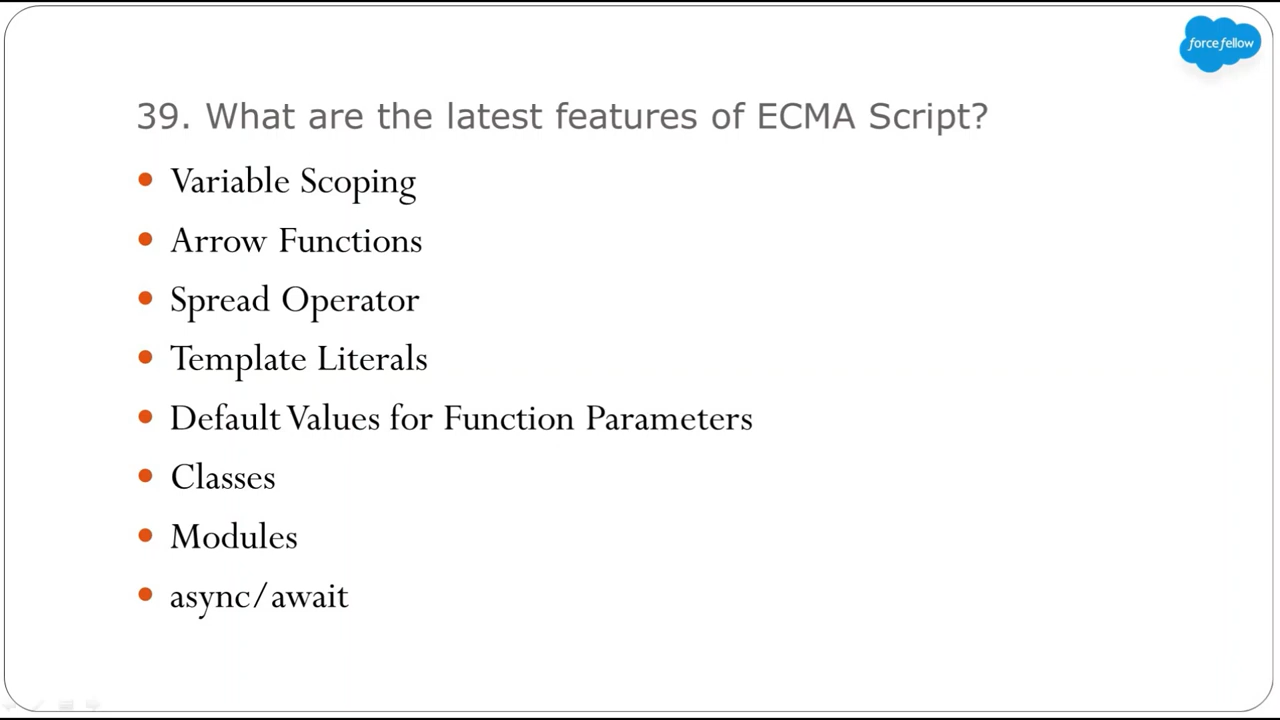 force fellow
39. What are the latest features of ECMA Script?
Variable Scoping
Arrow Functions
Spread Operator
Template Literals
Default Values for Function Parameters
Classes
Modules
async/await